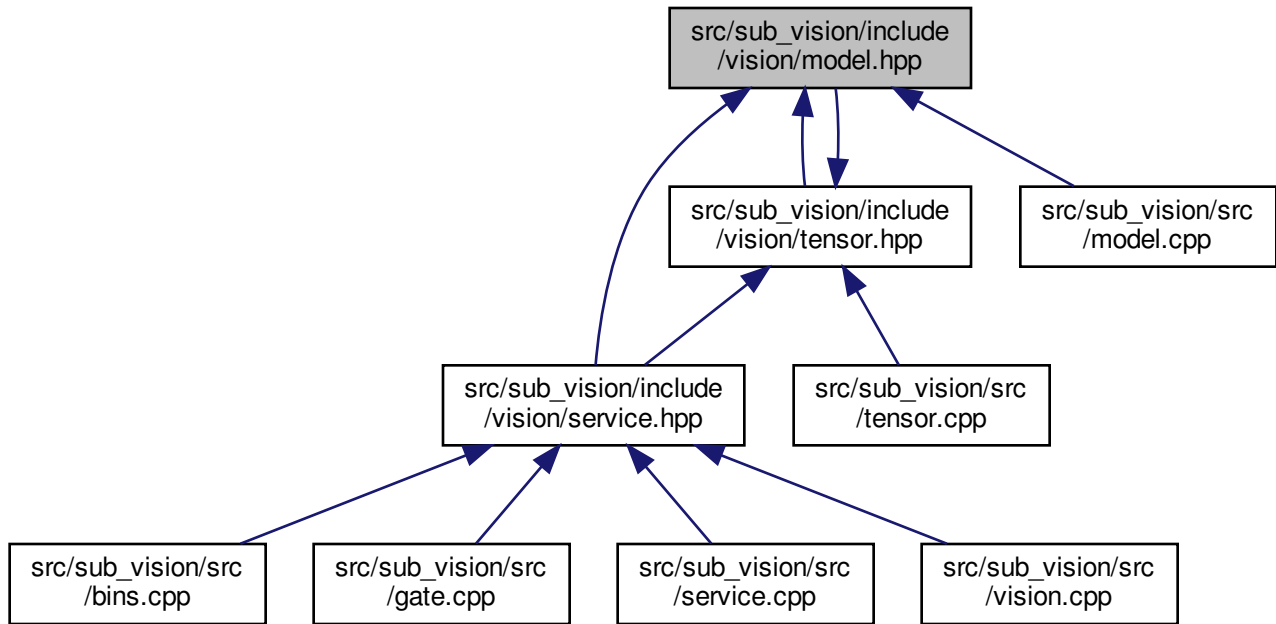 src/sub_vision/include
/vision/model.hpp
src/sub_vision/include
/vision/tensor.hpp
src/sub_vision/src
/model.cpp
src/sub_vision/include
/vision/service.hpp
src/sub_vision/src
/tensor.cpp
src/sub_vision/src
/bins.cpp
src/sub_vision/src
/gate.cpp
src/sub_vision/src
/service.cpp
src/sub_vision/src
/vision.cpp